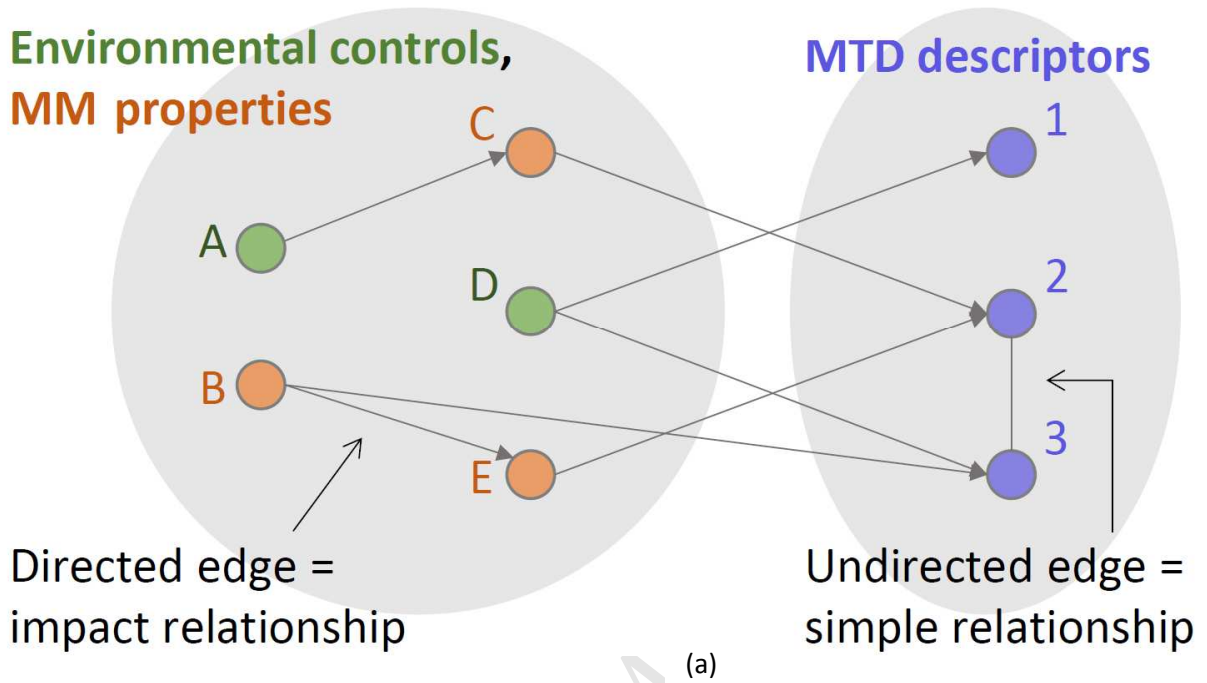 Environmental controls,
MM properties
MTD descriptors
C
1
A
D
2
B
E
3
Directed edge =
impact relationship
Undirected edge =
simple relationship
(a)